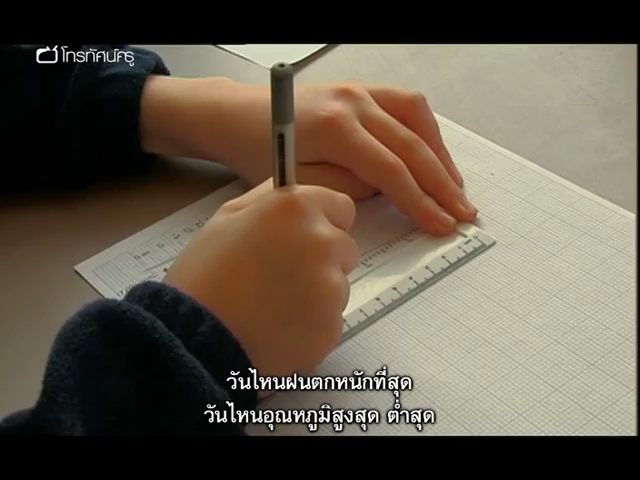 โทรทัศน์ครู
วันไหนฝนตกหนักที่สุด
วันไหนอุณหภูมิสูงสุด ต่ำสุด